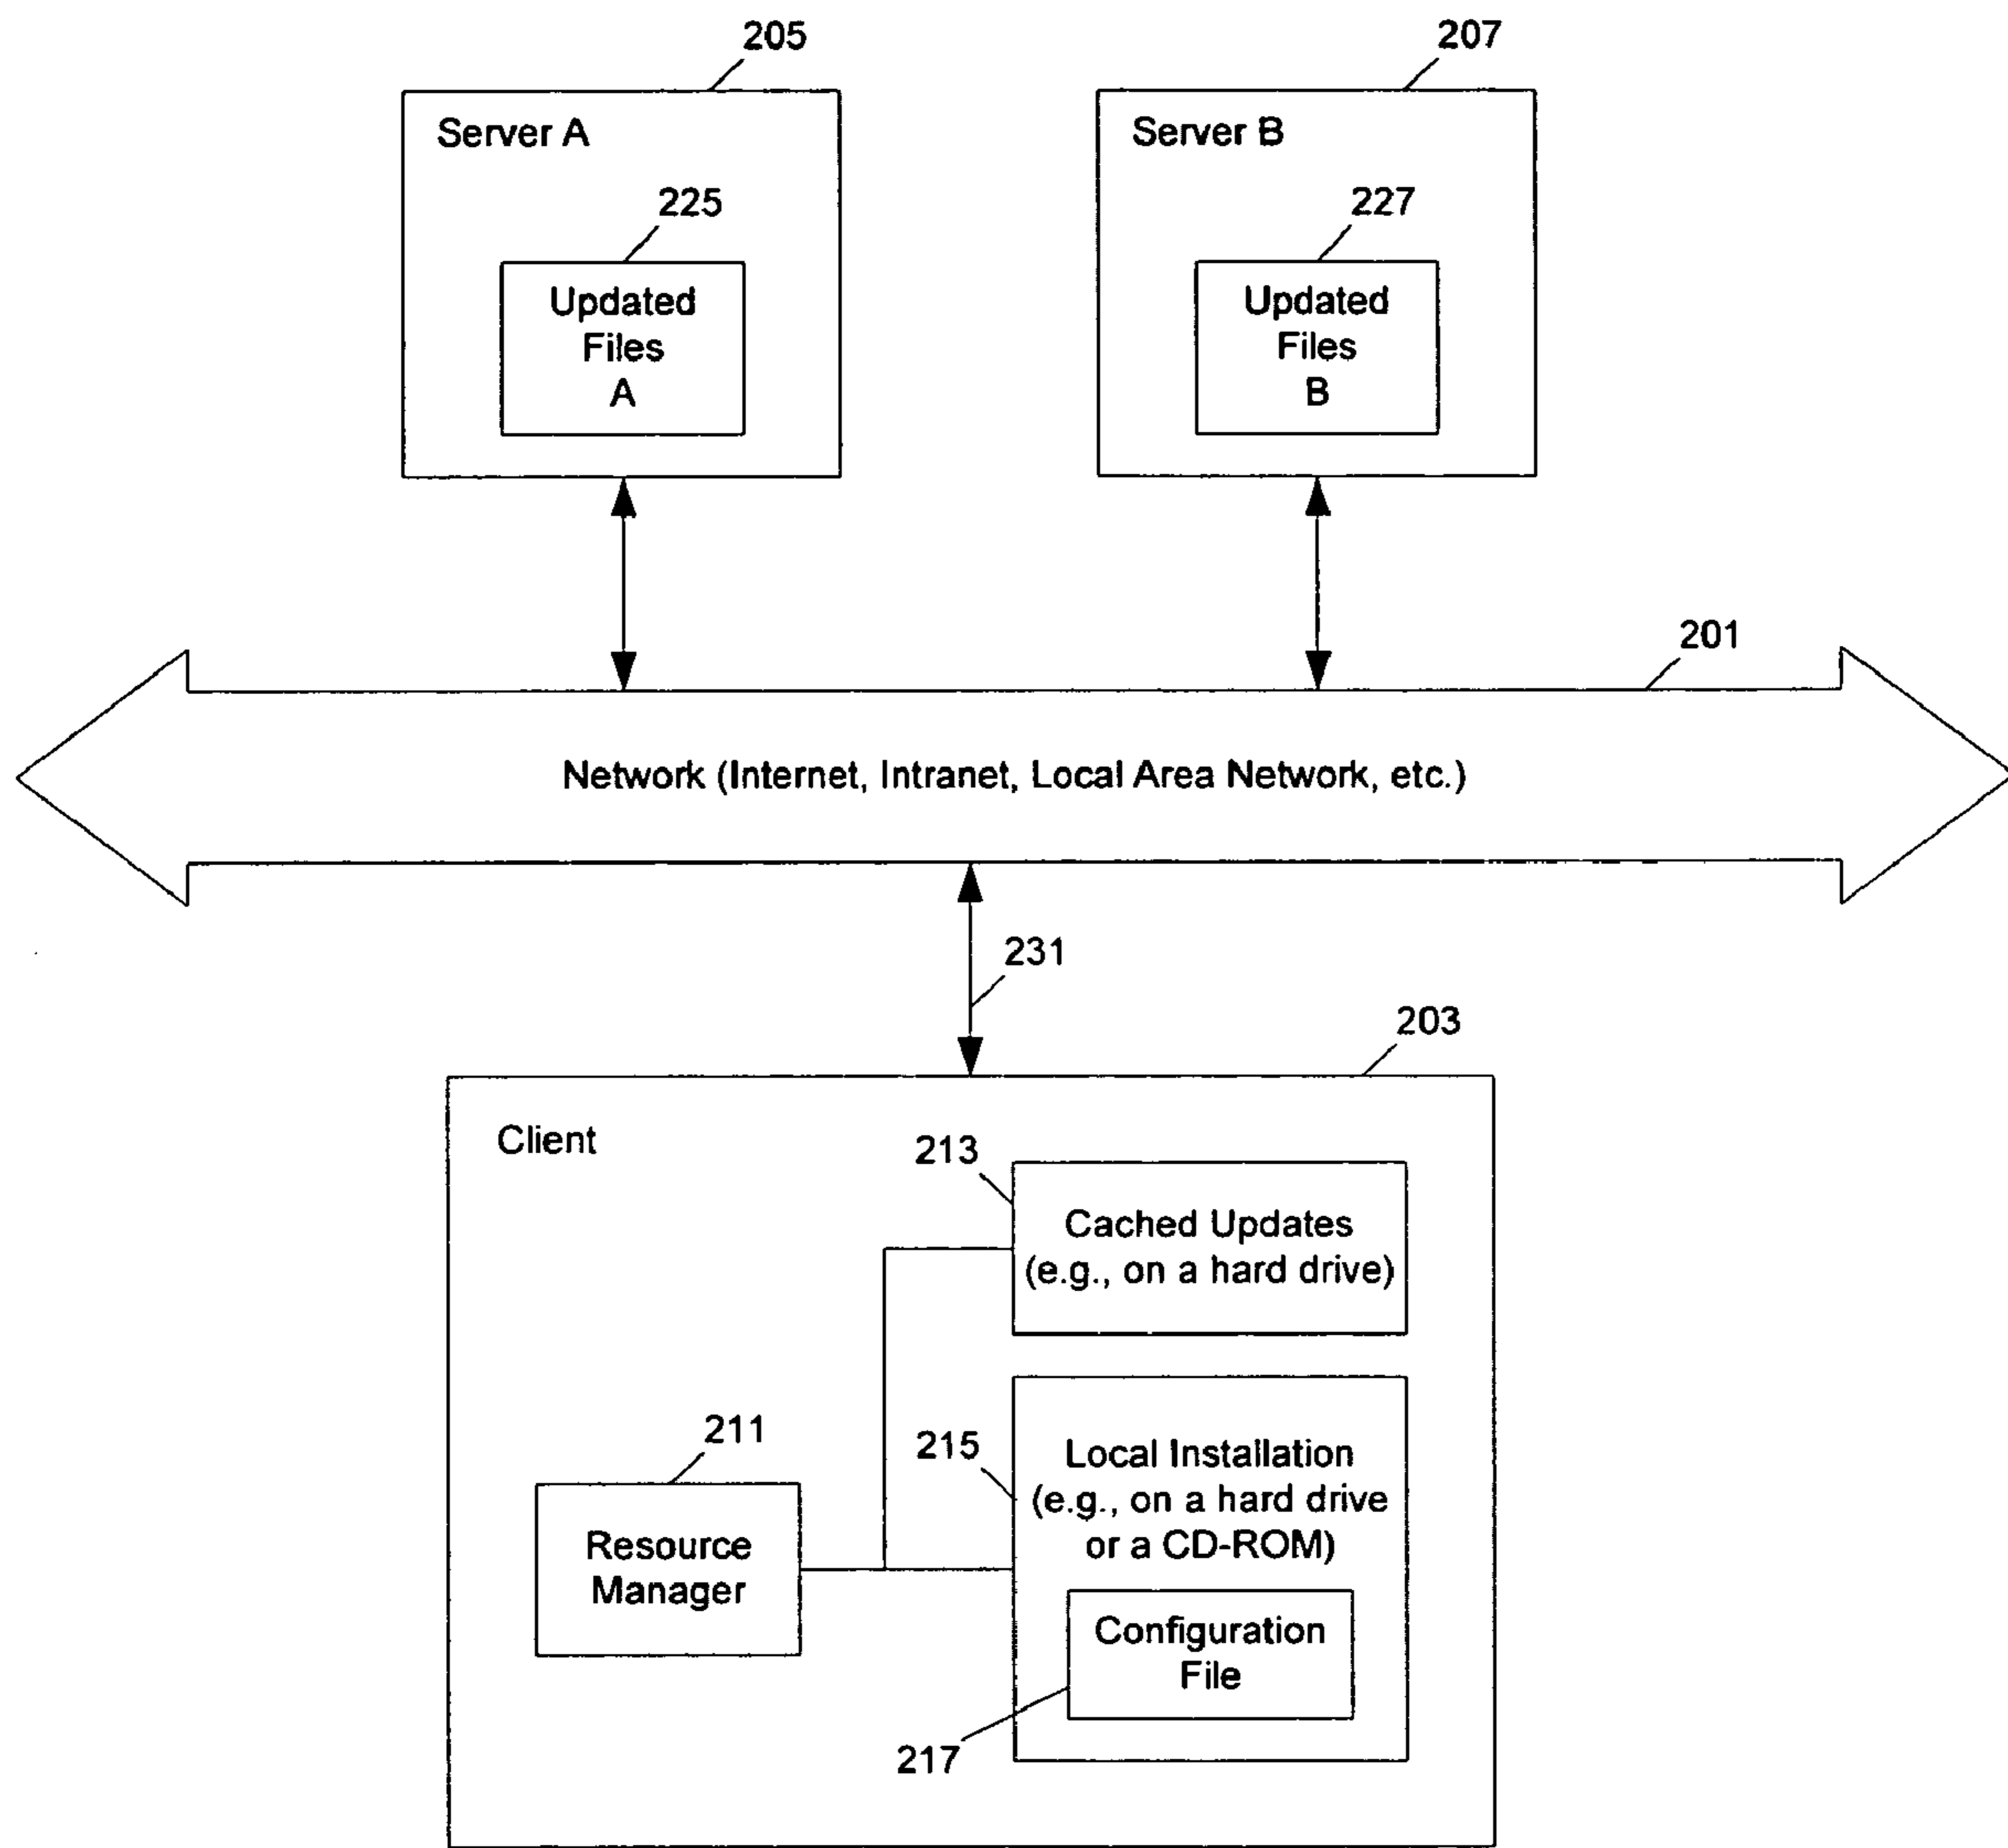 205
207
Server A
Server B
225
227
Updated
Files
A
Updated
Files
B
201
Network (Internet, Intranet, Local Area Network, etc.)
231
203
Client
213
Cached Updates
(e.g., on a hard drive)
211
215
Local Installation
(e.g., on a hard drive
or a CD-ROM)
Resource
Manager
Configuration
File
217